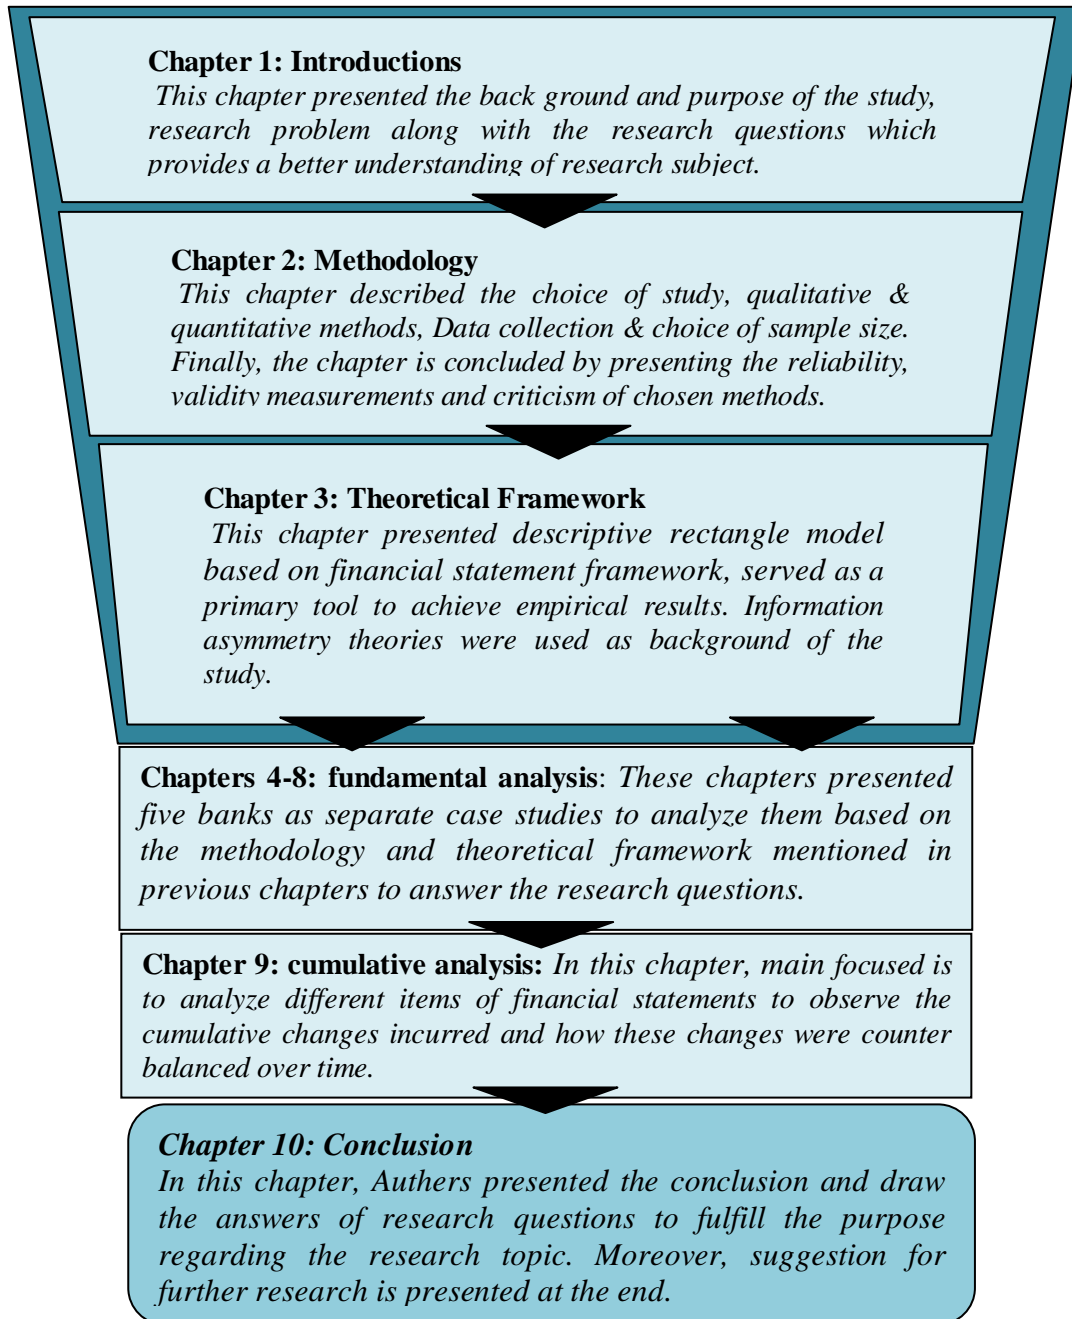 Chapter 1: Introductions
This chapter presented the back ground and purpose of the study,
research problem along with the research questions which
provides a better understanding of research subject.
Chapter 2: Methodology
This chapter described the choice of study, qualitative &
quantitative methods, Data collection & choice of sample size.
Finally, the chapter is concluded by presenting the reliability,
validity measurements and criticism of chosen methods.
Chapter 3: Theoretical Framework
This chapter presented descriptive rectangle model
based on financial statement framework, served as a
primary tool to achieve empirical results. Information
asymmetry theories were used as background of the
study.
Chapters 4-8: fundamental analysis: These chapters presented
five banks as separate case studies to analyze them based on
the methodology and theoretical framework mentioned in
previous chapters to answer the research questions.
Chapter 9: cumulative analysis: In this chapter, main focused is
to analyze different items of financial statements to observe the
cumulative changes incurred and how these changes were counter
balanced over time.
Chapter 10: Conclusion
In this chapter, Authers presented the conclusion and draw
the answers of research questions to fulfill the purpose
regarding the research topic. Moreover, suggestion for
further research is presented at the end.